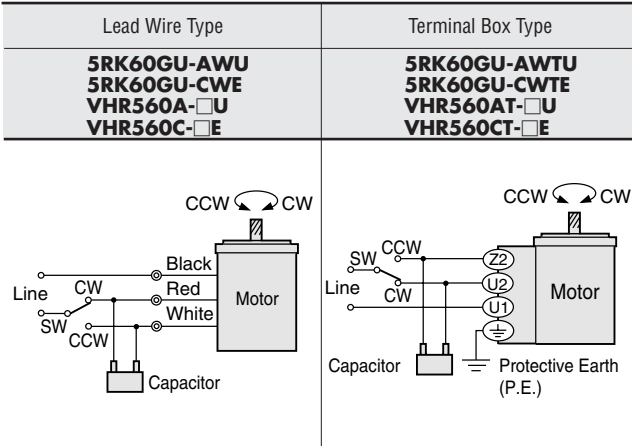 Lead Wire Type
5RK60GU-AWU
5RK60GU-CWE
VHR560A-□U
VHR560C-□E
CCW CW
Black
Line CW Red
White
SW
CCW
Motor
Capacitor
Terminal Box Type
5RK60GU-AWTU
5RK60GU-CWTE
VHR560AT-□U
VHR560CT-□E
CCW CW
SW CCW Z2
U2
Line CW U1
Motor
Capacitor Protective Earth
(P.E.)